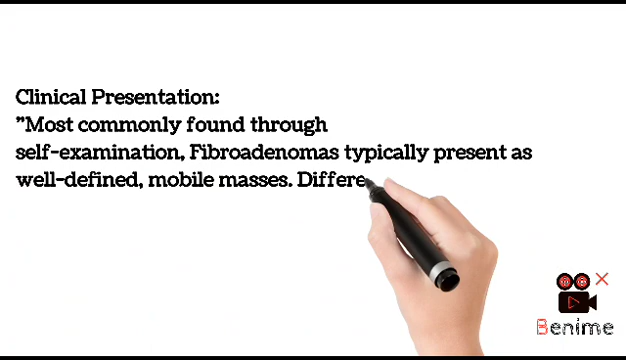 Clinical Presentation:
"Most commonly found through
self-examination, Fibroadenomas typically present as
well-defined, mobile masses. Differe
Benime